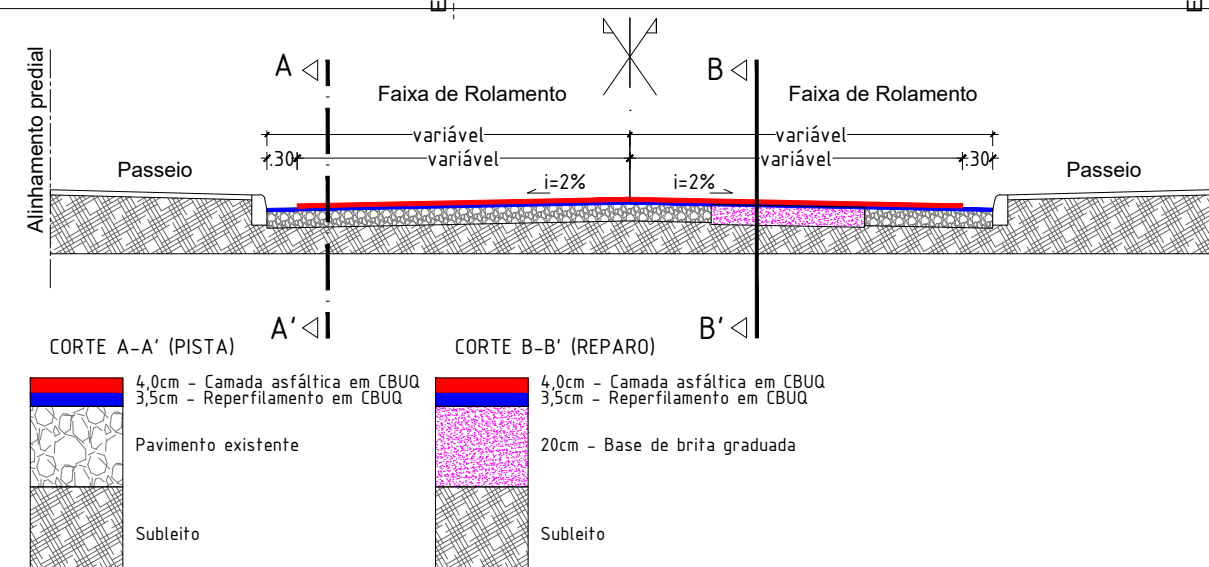 A
B
Alinhamento predial
Faixa de Rolamento
Faixa de Rolamento
variável
variável
.30
variável
variável
.30
Passeio
Passeio
i=2%
i=2%
A'
B'
CORTE A-A' (PISTA)
CORTE B-B' (REPARO)
4,0cm - Camada asfáltica em CBUQ
3,5cm - Reperfilamento em CBUQ
Pavimento existente
Subleito
4,0cm - Camada asfáltica em CBUQ
3,5cm - Reperfilamento em CBUQ
20cm - Base de brita graduada
Subleito